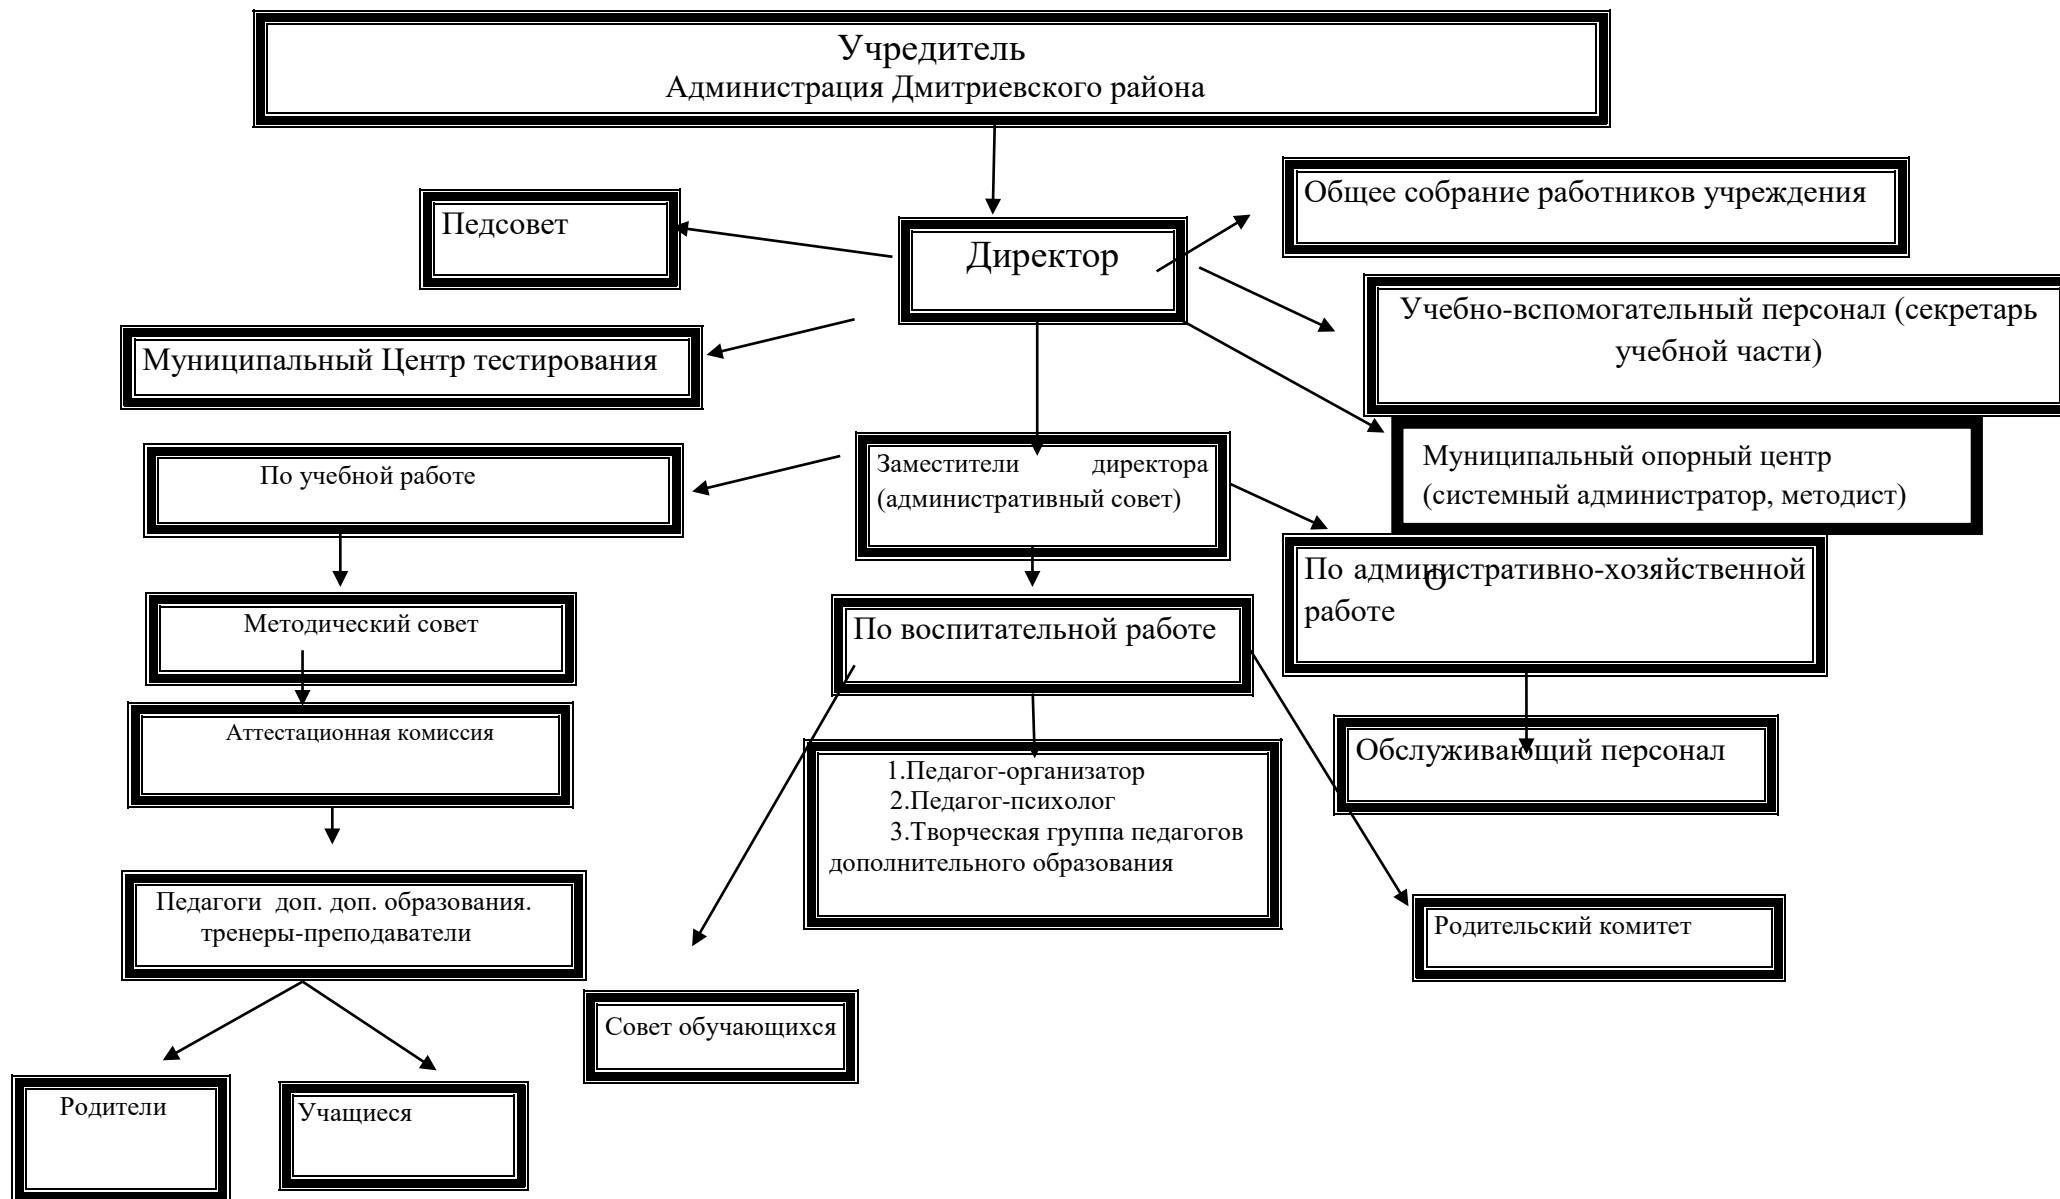 Учредитель
Администрация Дмитриевского района
Общее собрание работников учреждения
Педсовет
Директор
Учебно-вспомогательный персонал (секретарь
учебной части)
Муниципальный Центр тестирования
Муниципальный опорный центр
(системный администратор, методист)
По учебной работе
Заместители директора
(административный совет)
По административно-хозяйственной
О
работе
Методический совет
По воспитательной работе
Аттестационная комиссия
Обслуживающий персонал
1.Педагог-организатор
2.Педагог-психолог
3.Творческая группа педагогов
дополнительного образования
Педагоги доп. доп. образования.
тренеры-преподаватели
Родительский комитет
Совет обучающихся
Родители
Учащиеся